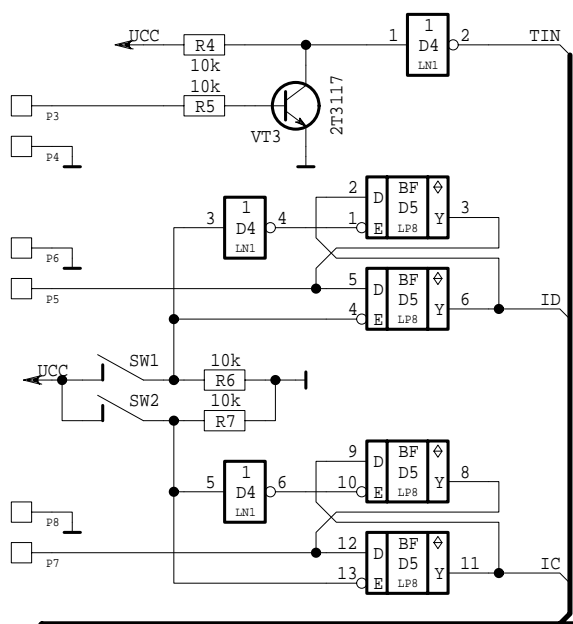 UCC R4 10k 1 1 D4 LN1 2 TIN
P3 10k R5 VT3 2T3117
P4
2 D BF D5 LP8 Y 3
3 1 D4 LN1 4 1 E
P6
P5 5 D BF D5 LP8 Y 6 ID
4 E
UCC SW1 10k R6
SW2 10k R7
9 D BF D5 LP8 Y 8
5 1 D4 LN1 6 10 E
P8
P7 12 D BF D5 LP8 Y 11 IC
13 E